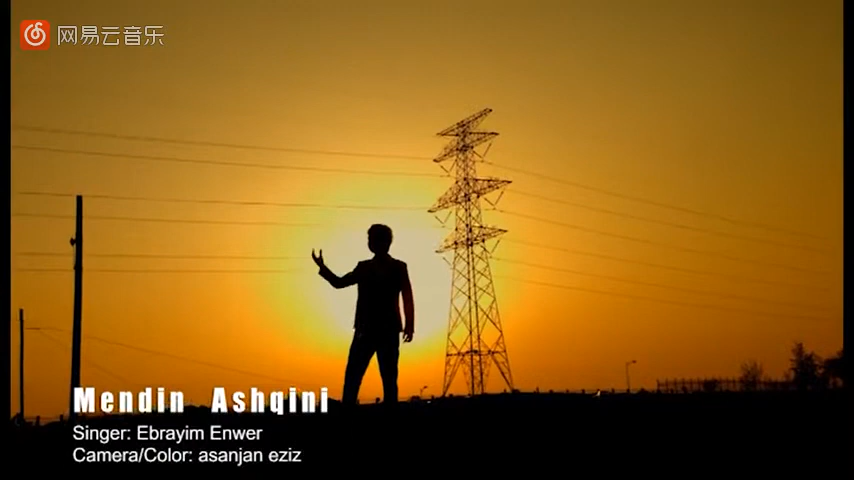 网易云音乐
Mendin Ashqini
Singer: Ebrayim Enwer
Camera/Color: asanjan eziz